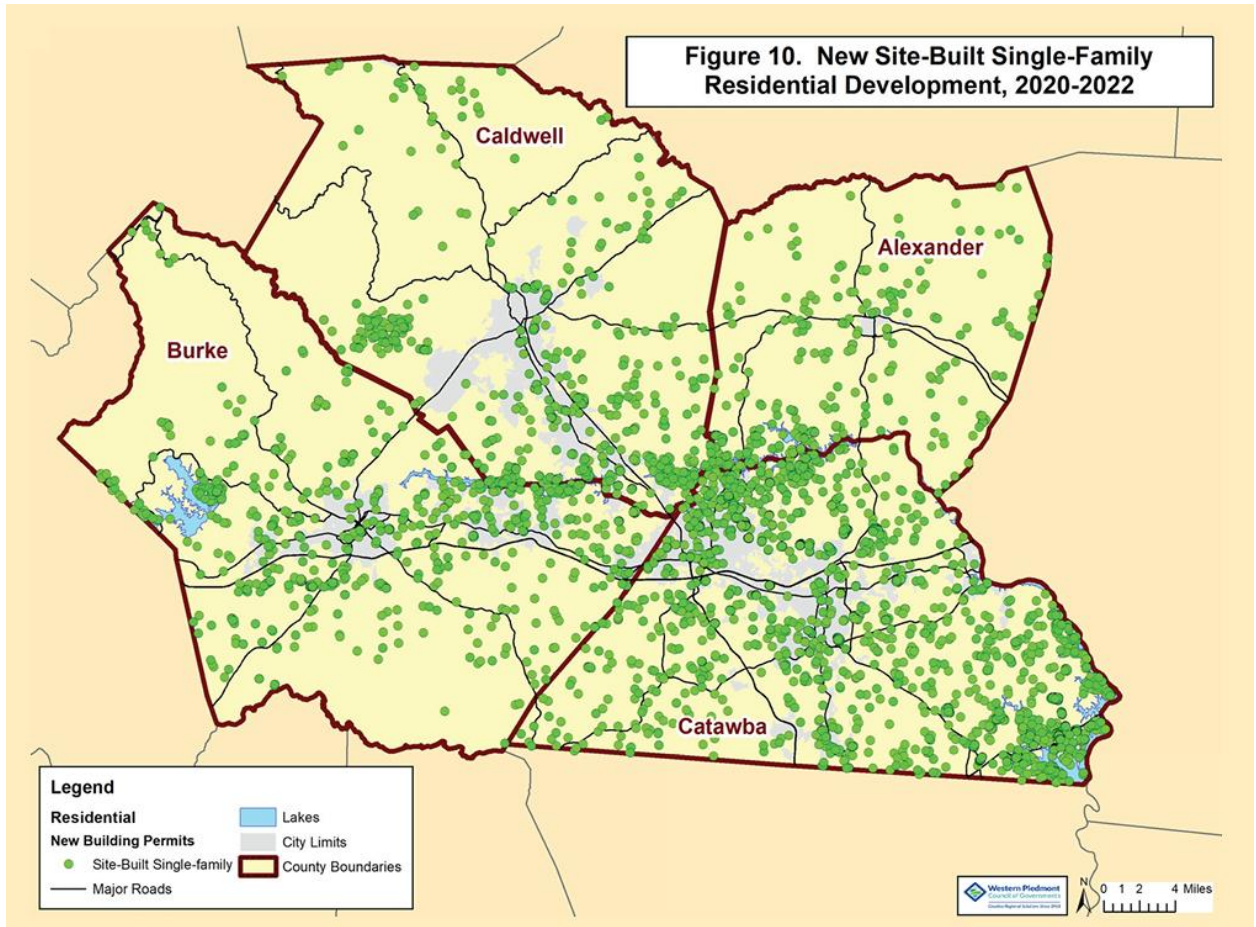 Figure 10. New Site-Built Single-Family
Residential Development, 2020-2022
Caldwell
Alexander
Burke
Catawba
Legend
Residential
New Building Permits
Site-Built Single-family
Major Roads
Lakes
City Limits
County Boundaries
Western Piedmont
Council of Governments
N
0 1 2 4 Miles